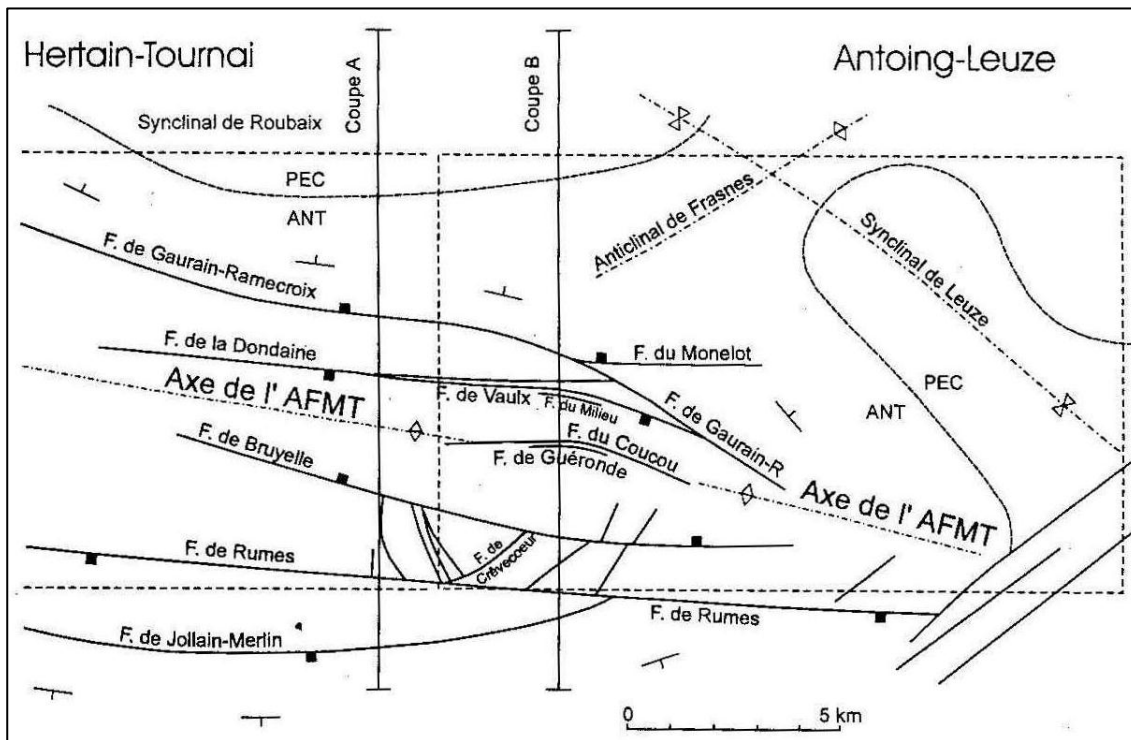 Hertain-Tournai
Coupe A
Coupe B
Antoing-Leuze
Synclinal de Roubaix
PEC
ANT
Anticlinal de Frasnes
Synclinal de Leuze
F. de Gaurain-Ramecroix
F. de la Dondaine
F. du Monelot
Axe de l' AFMT
F. de Vaulx
F. du Milieu
F. de Gaurain-R
PEC
ANT
F. de Bruyelle
F. du Coucou
F. de Guéronde
Axe de l' AFMT
F. de Rumes
F. de
Crêvecoeur
F. de Rumes
F. de Jollain-Merlin
0 5 km